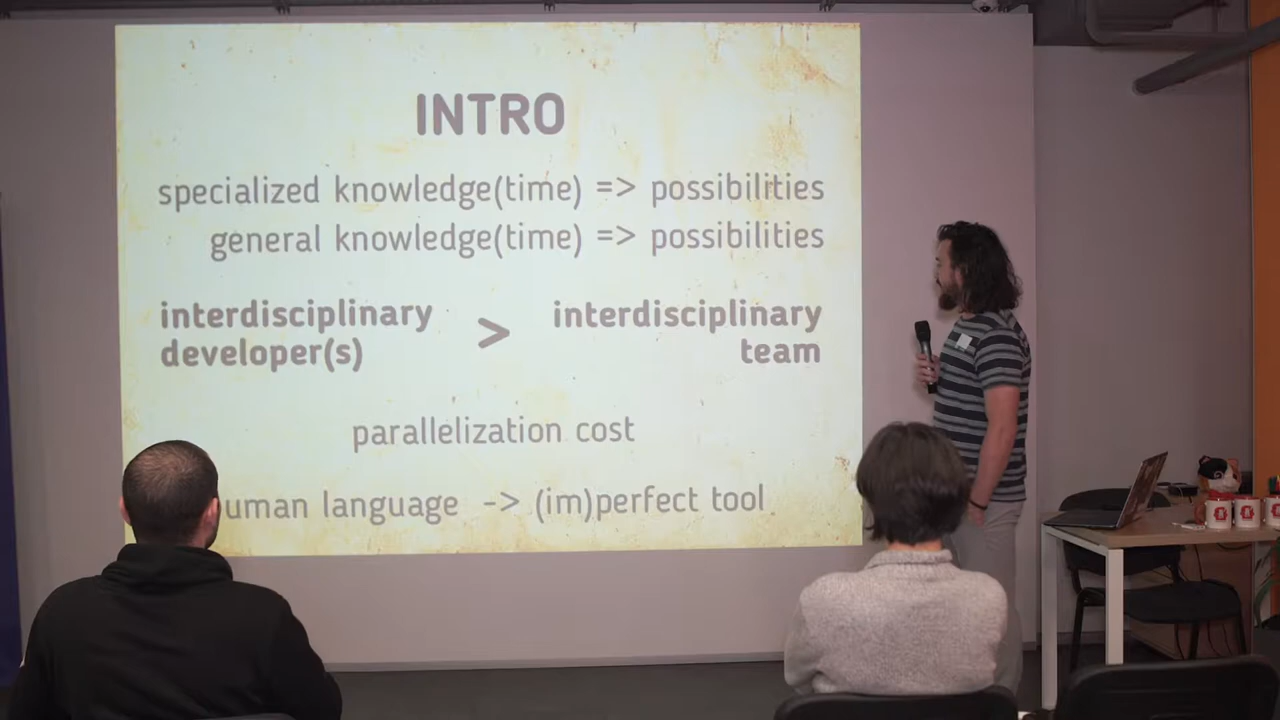 INTRO
specialized knowledge(time) => possibilities
general knowledge(time) => possibilities
interdisciplinary developer(s) > interdisciplinary team
parallelization cost
uman language -> (im)perfect tool